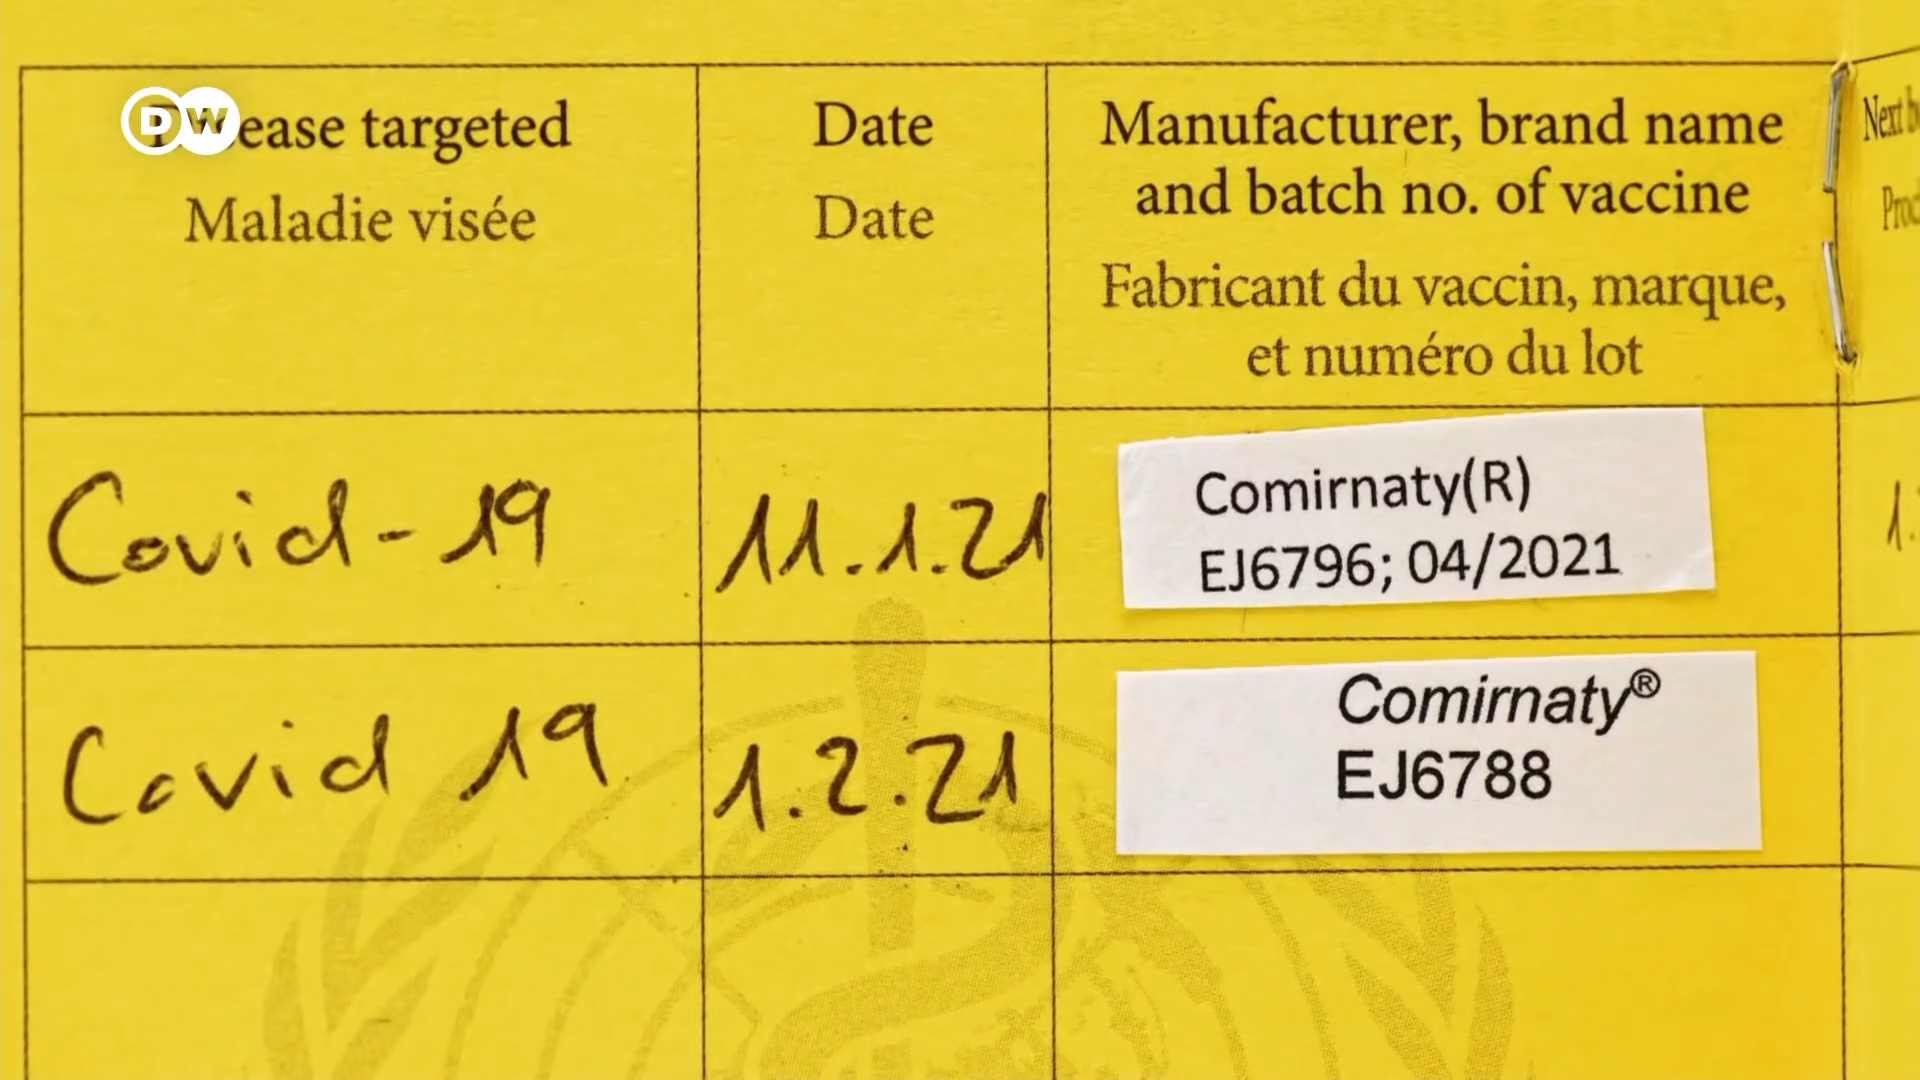 DW
ease targeted
Maladie visée
Date
Date
Manufacturer, brand name
and batch no. of vaccine
Fabricant du vaccin, marque,
et numéro du lot
Next
Covid-19
11.1.21
Comirnaty(R)
EJ6796; 04/2021
1.
Covid 19
1.2.21
Comirnaty®
EJ6788